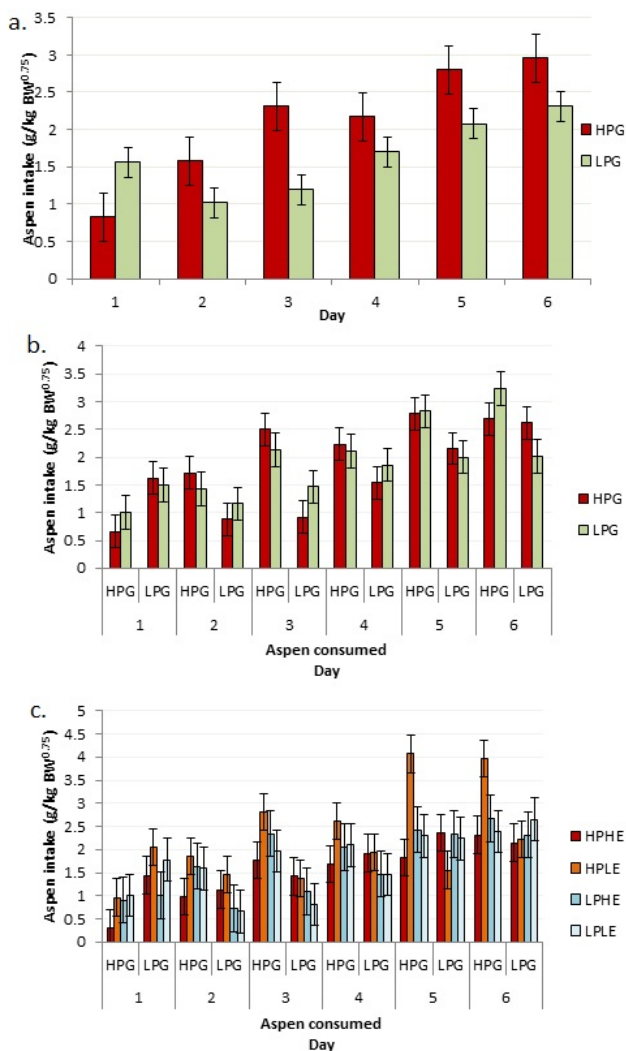 a.
Aspen intake (g/kg BW0.75)
3.5
3
2.5
2
1.5
1
0.5
0
1 2 3 4 5 6
Day
HPG
LPG
b.
Aspen intake (g/kg BW0.75)
4
3.5
3
2.5
2
1.5
1
0.5
0
HPG LPG HPG LPG HPG LPG HPG LPG HPG LPG HPG LPG
1 2 3 4 5 6
Aspen consumed
Day
HPG
LPG
c.
Aspen intake (g/kg BW0.75)
5
4.5
4
3.5
3
2.5
2
1.5
1
0.5
0
HPG LPG HPG LPG HPG LPG HPG LPG HPG LPG HPG LPG
1 2 3 4 5 6
Aspen consumed
Day
HPHE
HPLE
LPHE
LPLE